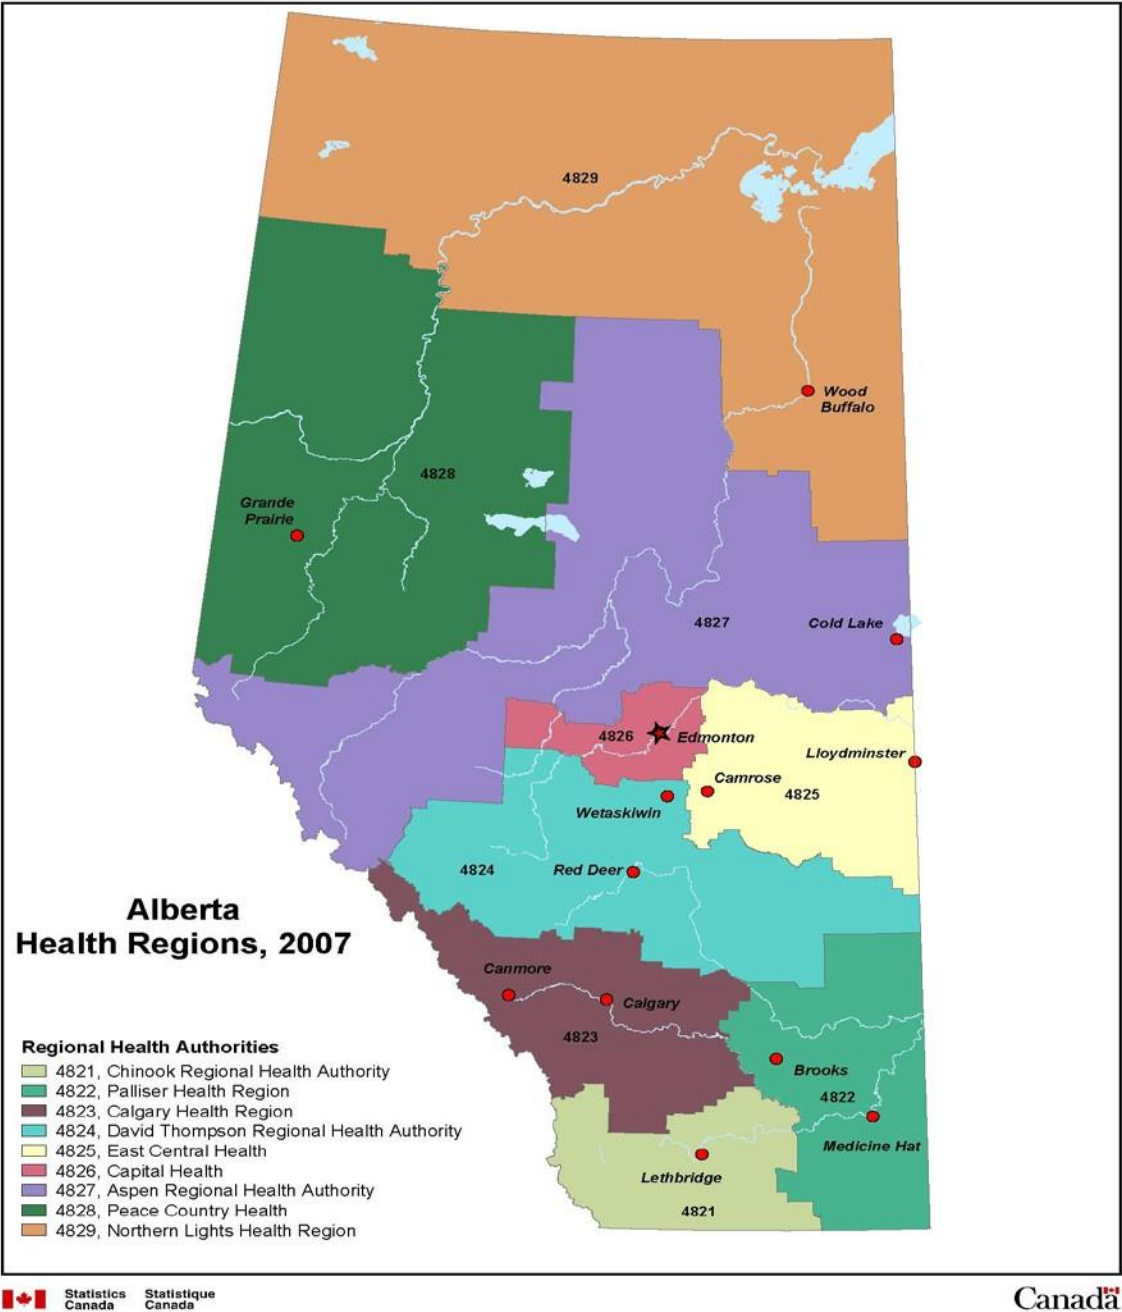 4829
Wood
Buffalo
4828
Grande
Prairie
4827
Cold Lake
4826
Edmonton
Lloydminster
Camrose
4825
Wetaskiwin
4824
Red Deer
Alberta
Health Regions, 2007
Canmore
Calgary
4823
Brooks
4822
Medicine Hat
Lethbridge
4821
Regional Health Authorities
4821, Chinook Regional Health Authority
4822, Palliser Health Region
4823, Calgary Health Region
4824, David Thompson Regional Health Authority
4825, East Central Health
4826, Capital Health
4827, Aspen Regional Health Authority
4828, Peace Country Health
4829, Northern Lights Health Region
Statistics Statistique
Canada Canada
Canada